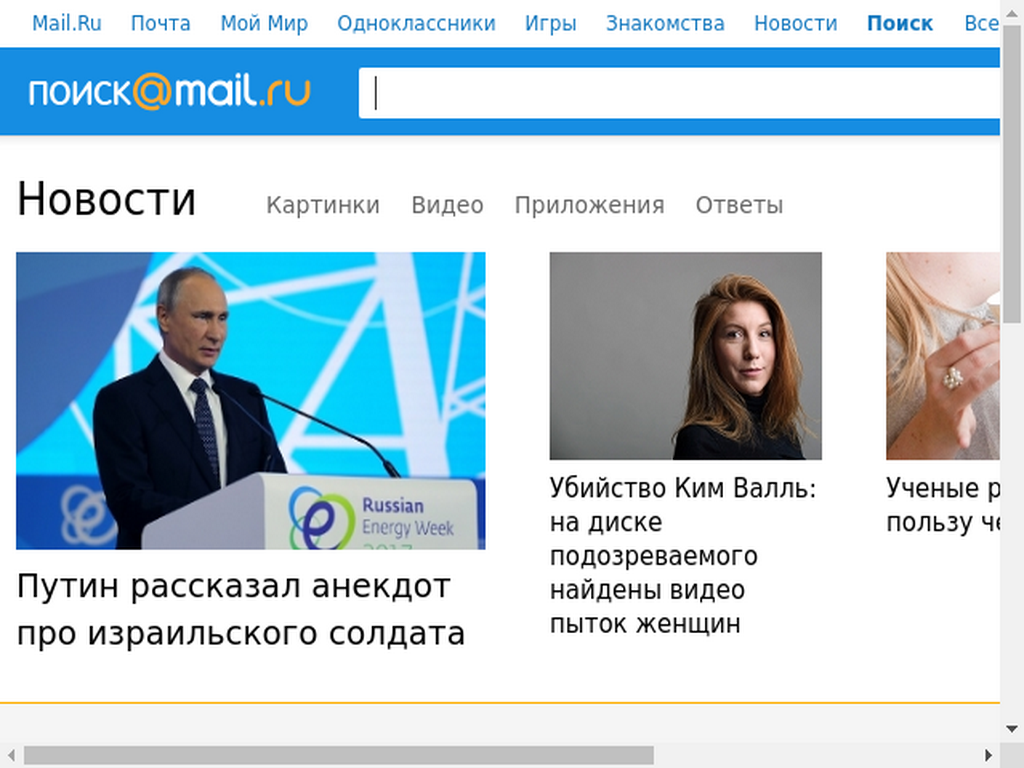 Mail.Ru Почта Мой Мир Одноклассники Игры Знакомства Новости Поиск Все
поиск@mail.ru
Новости Картинки Видео Приложения Ответы
Russian
Energy Week
2017
Путин рассказал анекдот
про израильского солдата
Убийство Ким Валль:
на диске
подозреваемого
найдены видео
пыток женщин
Ученые р
пользу че